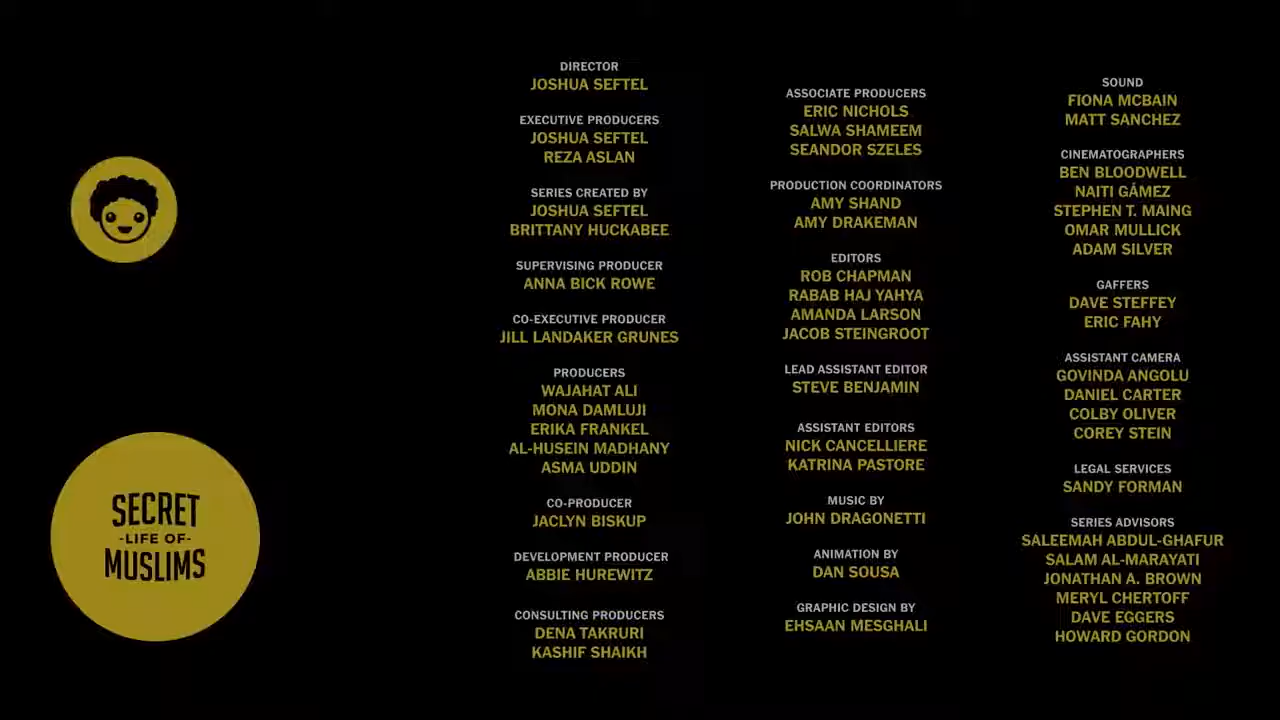 DIRECTOR
JOSHUA SEFTEL
EXECUTIVE PRODUCERS
JOSHUA SEFTEL
REZA ASLAN
SERIES CREATED BY
JOSHUA SEFTEL
BRITTANY HUCKABEE
SUPERVISING PRODUCER
ANNA BICK ROWE
CO-EXECUTIVE PRODUCER
JILL LANDAKER GRUNES
PRODUCERS
WAJAHAT ALI
MONA DAMLUJI
ERIKA FRANKEL
AL-HUSEIN MADHANY
ASMA UDDIN
CO-PRODUCER
JACLYN BISKUP
DEVELOPMENT PRODUCER
ABBIE HUREWITZ
CONSULTING PRODUCERS
DENA TAKRURI
KASHIF SHAIKH
ASSOCIATE PRODUCERS
ERIC NICHOLS
SALWA SHAMEEM
SEANDOR SZELES
PRODUCTION COORDINATORS
AMY SHAND
AMY DRAKEMAN
EDITORS
ROB CHAPMAN
RABAB HAJ YAHYA
AMANDA LARSON
JACOB STEINGROOT
LEAD ASSISTANT EDITOR
STEVE BENJAMIN
ASSISTANT EDITORS
NICK CANCELLIERE
KATRINA PASTORE
MUSIC BY
JOHN DRAGONETTI
ANIMATION BY
DAN SOUSA
GRAPHIC DESIGN BY
EHSAAN MESGHALI
SOUND
FIONA MCBAIN
MATT SANCHEZ
CINEMATOGRAPHERS
BEN BLOODWELL
NAITI GÁMEZ
STEPHEN T. MAING
OMAR MULLICK
ADAM SILVER
GAFFERS
DAVE STEFFEY
ERIC FAHY
ASSISTANT CAMERA
GOVINDA ANGOLU
DANIEL CARTER
COLBY OLIVER
COREY STEIN
LEGAL SERVICES
SANDY FORMAN
SERIES ADVISORS
SALEEMAH ABDUL-GHAFUR
SALAM AL-MARAYATI
JONATHAN A. BROWN
MERYL CHERTOFF
DAVE EGGERS
HOWARD GORDON
SECRET
-LIFE OF-
MUSLIMS